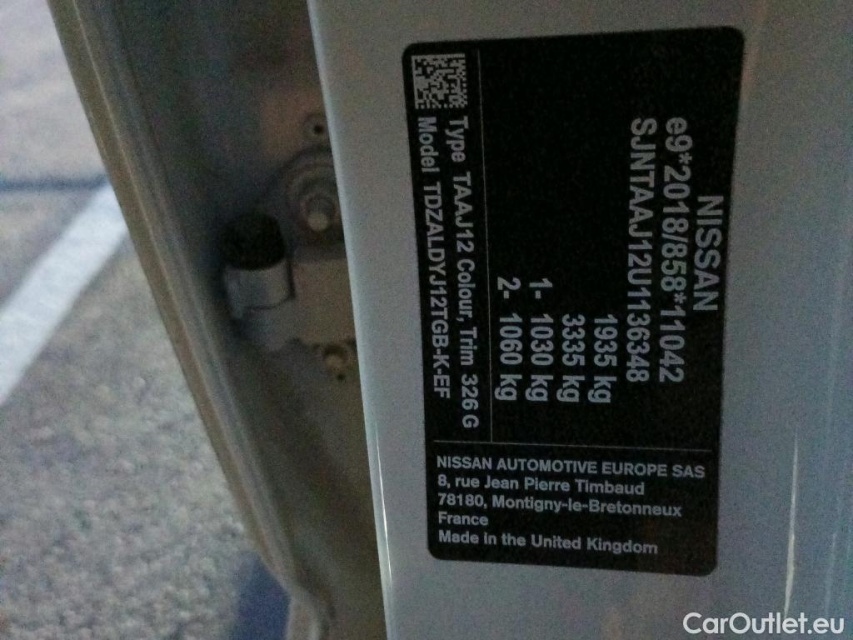 NISSAN
e9*2018/858*11042
SJNTAAJ12U1136348
1935 kg
3335 kg
1- 1030 kg
2- 1060 kg
Type TAAJ12 Colour, Trim 326 G
Model TDZALDYJ12TGB-K-EF
NISSAN AUTOMOTIVE EUROPE SAS
8, rue Jean Pierre Timbaud
78180, Montigny-le-Bretonneux
France
Made in the United Kingdom
CarOutlet.eu